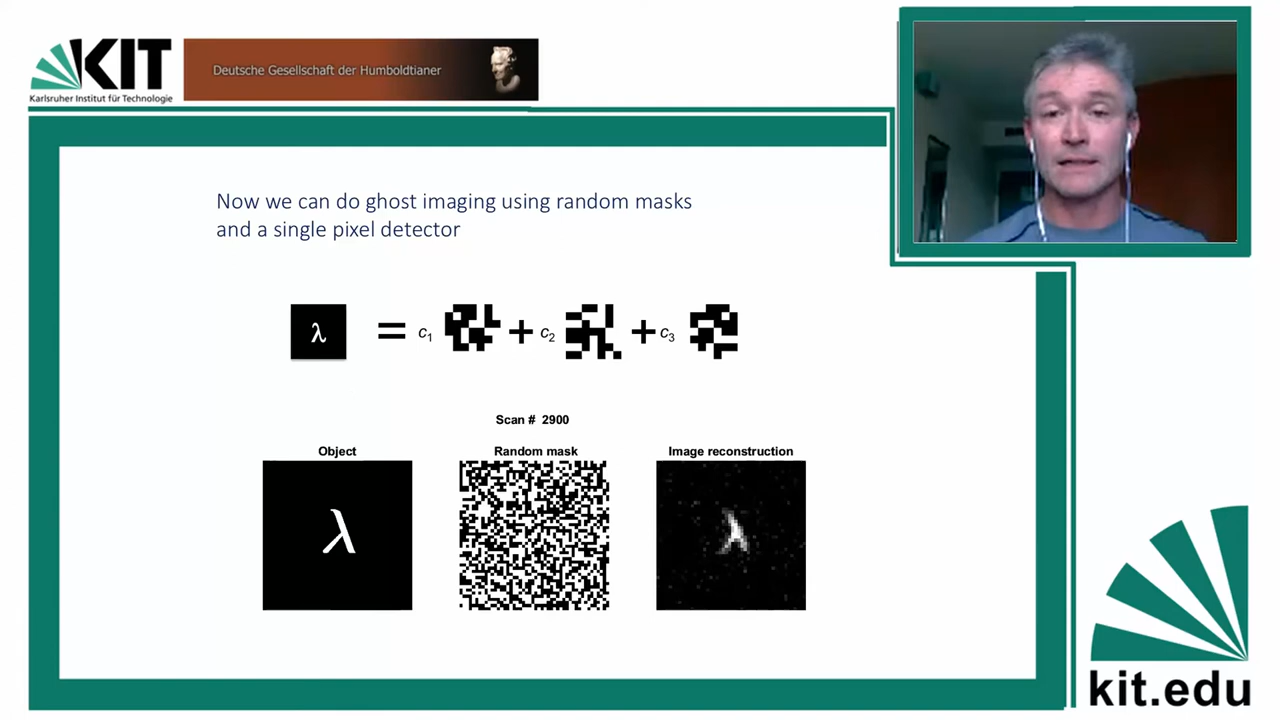 KIT
Karlsruher Institut für Technologie
Deutsche Gesellschaft der Humboldtianer
Now we can do ghost imaging using random masks
and a single pixel detector
λ = c₁ + c₂ + c₃
Scan # 2900
Object
Random mask
Image reconstruction
λ
λ
kit.edu